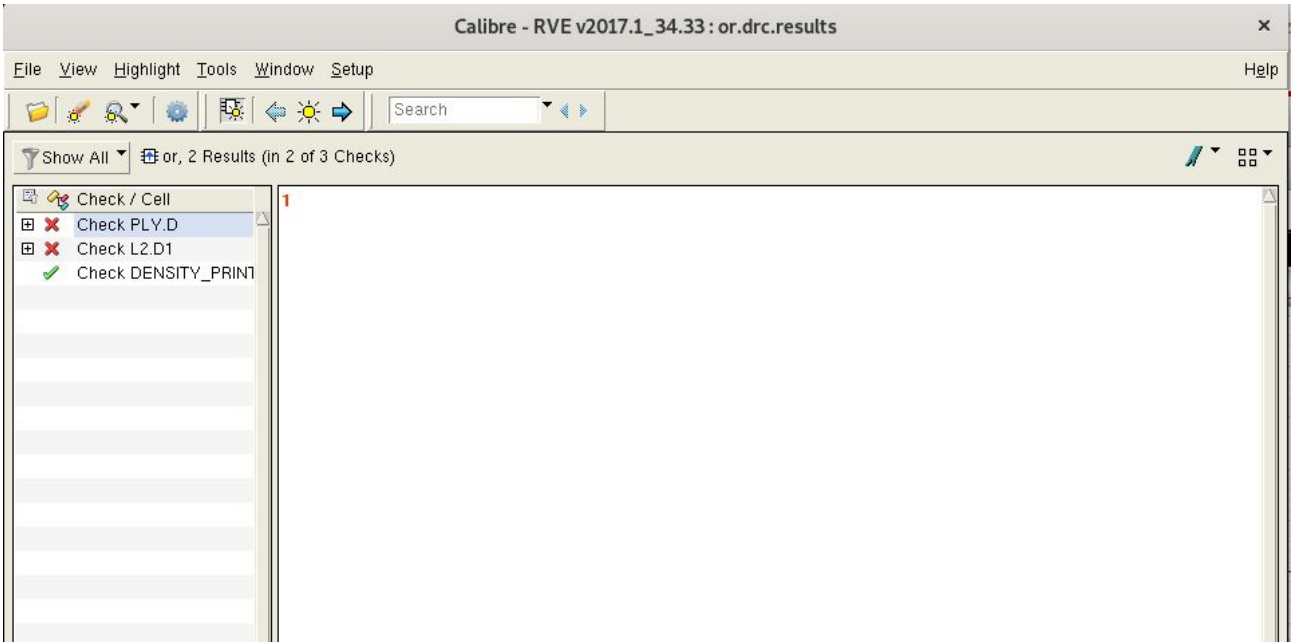 Calibre - RVE v2017.1_34.33 : or.drc.results ×
File View Highlight Tools Window Setup Help
Search
Show All or, 2 Results (in 2 of 3 Checks)
Check / Cell
1
Check PLY.D
Check L2.D1
Check DENSITY_PRINT